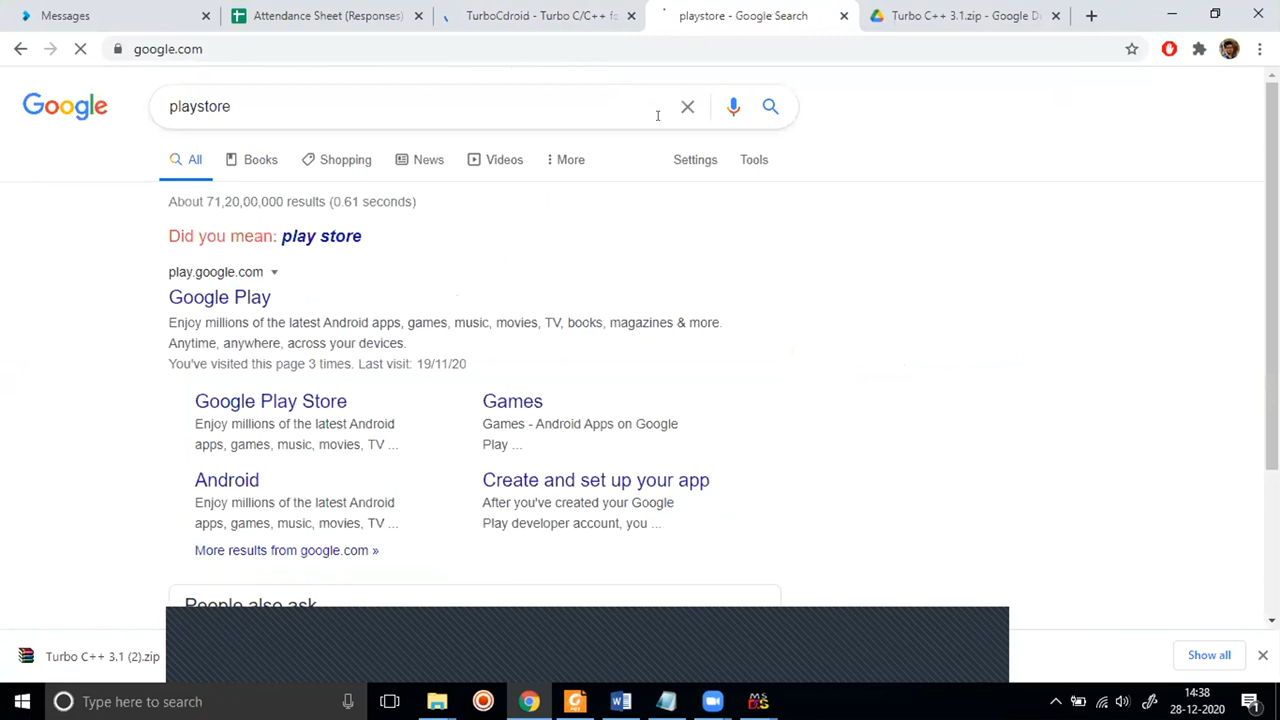 Messages
Attendance Sheet (Responses)
TurboCdroid - Turbo C/C++ fo
playstore - Google Search
Turbo C++ 3.1.zip - Google D
google.com
Google
playstore
All
Books
Shopping
News
Videos
More
Settings
Tools
About 71,20,00,000 results (0.61 seconds)
Did you mean: play store
play.google.com
Google Play
Enjoy millions of the latest Android apps, games, music, movies, TV, books, magazines & more.
Anytime, anywhere, across your devices.
You've visited this page 3 times. Last visit: 19/11/20
Google Play Store
Enjoy millions of the latest Android
apps, games, music, movies, TV ...
Games
Games - Android Apps on Google
Play ...
Android
Enjoy millions of the latest Android
apps, games, music, movies, TV ...
Create and set up your app
After you've created your Google
Play developer account, you ...
More results from google.com »
People also ask
Turbo C++ 3.1 (2).zip
Show all
Type here to search
14:38
28-12-2020